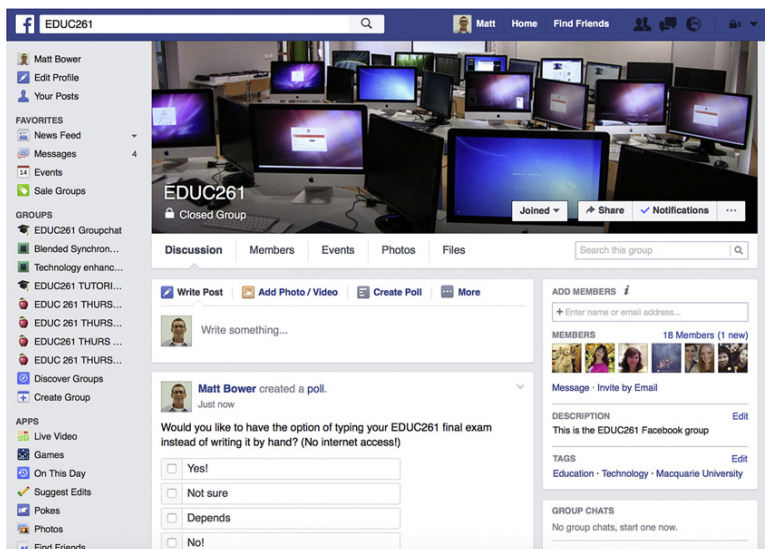 f EDUC261 Matt Home Find Friends
Matt Bower
Edit Profile
Your Posts
FAVORITES
News Feed
Messages 4
14 Events
Sale Groups
GROUPS
EDUC261 Groupchat
Blended Synchron...
Technology enhanc...
EDUC261 TUTORI...
EDUC 261 THURS...
EDUC 261 THURS...
EDUC261 THURS ...
EDUC 261 THURS...
Discover Groups
Create Group
APPS
Live Video
Games
On This Day
Suggest Edits
Pokes
Photos
Find Friends
EDUC261
Closed Group
Joined Share Notifications ...
Discussion Members Events Photos Files Search this group
Write Post Add Photo / Video Create Poll More
Write something...
Matt Bower created a poll.
Just now
Would you like to have the option of typing your EDUC261 final exam
instead of writing it by hand? (No internet access!)
Yes!
Not sure
Depends
No!
ADD MEMBERS i
+ Enter name or email address...
MEMBERS 18 Members (1 new)
Message · Invite by Email
DESCRIPTION Edit
This is the EDUC261 Facebook group
TAGS Edit
Education · Technology · Macquarie University
GROUP CHATS
No group chats, start one now.